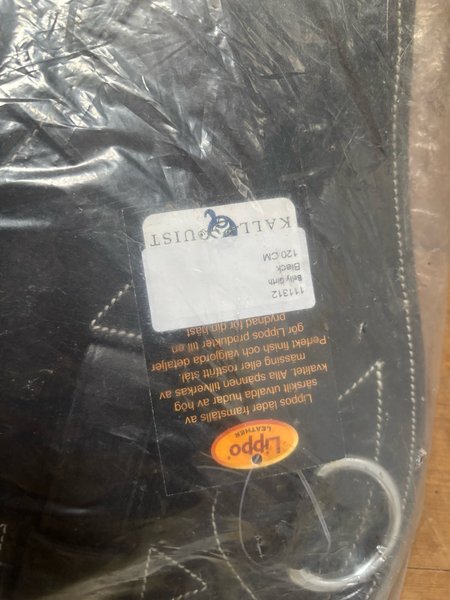 Lippo
LEATHER
Lippos läder framställs av
särskilt utvalda hudar av hög
kvalitet. Alla spännen tillverkas av
mässing eller rostfritt stål.
Perfekt finish och välgjorda detaljer
gör Lippos produkter till en
prydnad för din häst
111312
Belly Girth
Black
120 CM
KALLQUIST